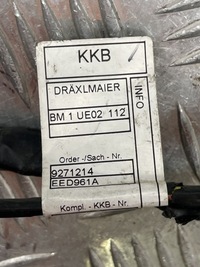 KKB
DRÄXLMAIER
INFO
BM 1 UE02 112
Order -/Sach - Nr.
9271214
EED961A
Kompl. - KKB - Nr.